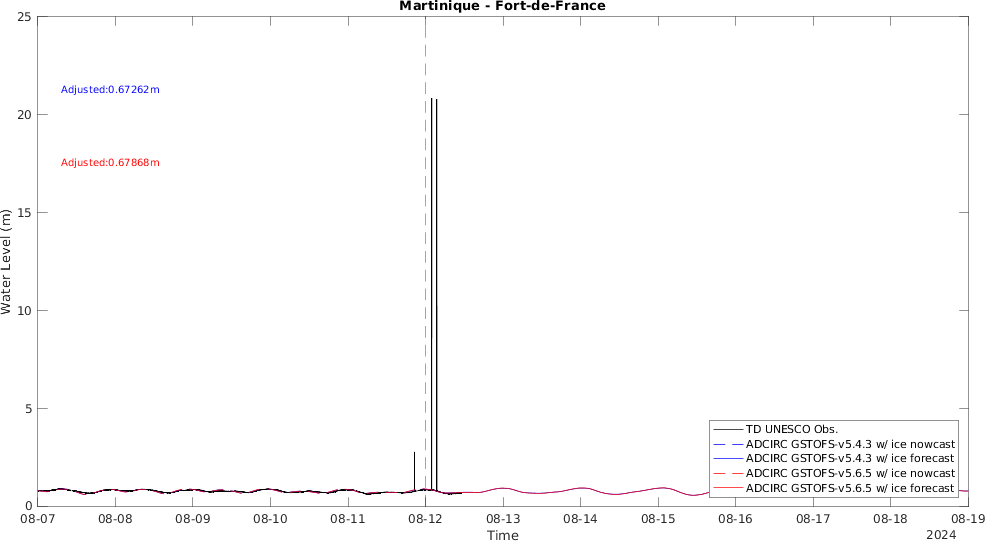 Martinique - Fort-de-France
25
20
15
10
5
0
Water Level (m)
Adjusted:0.67262m
Adjusted:0.67868m
TD UNESCO Obs.
ADCIRC GSTOFS-v5.4.3 w/ ice nowcast
ADCIRC GSTOFS-v5.4.3 w/ ice forecast
ADCIRC GSTOFS-v5.6.5 w/ ice nowcast
ADCIRC GSTOFS-v5.6.5 w/ ice forecast
08-07 08-08 08-09 08-10 08-11 08-12 08-13 08-14 08-15 08-16 08-17 08-18 08-19
Time
2024